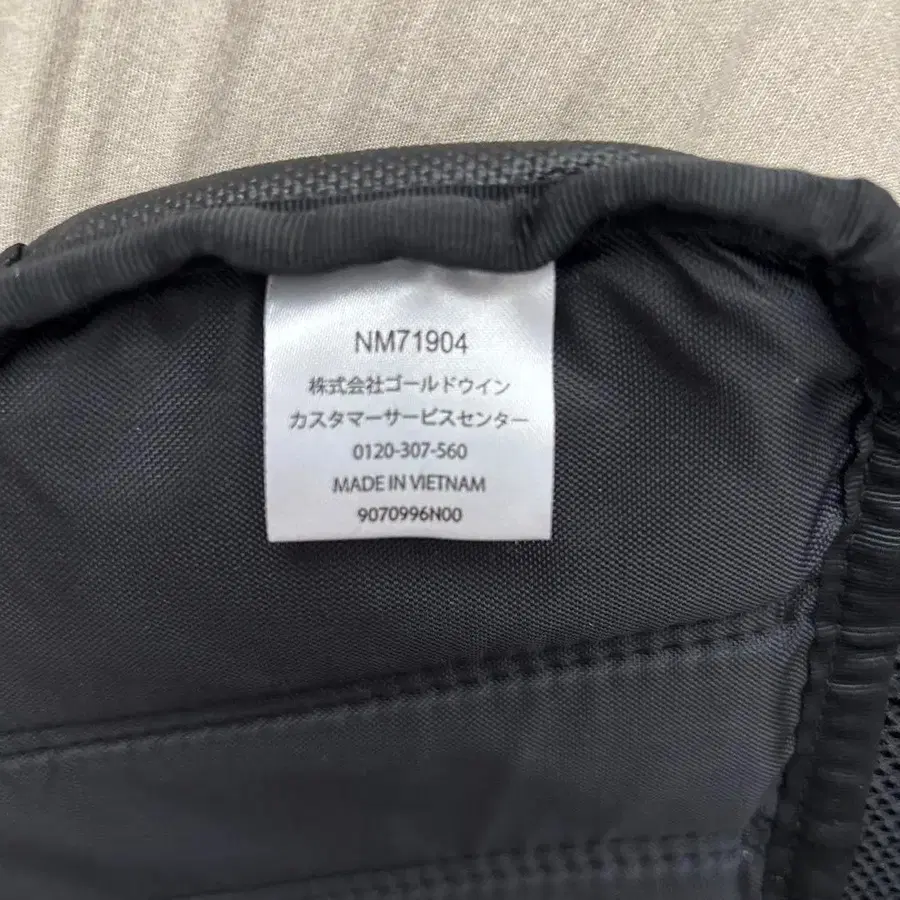 NM71904
株式会社ゴールドウイン
カスタマーサービスセンター
0120-307-560
MADE IN VIETNAM
9070996N00